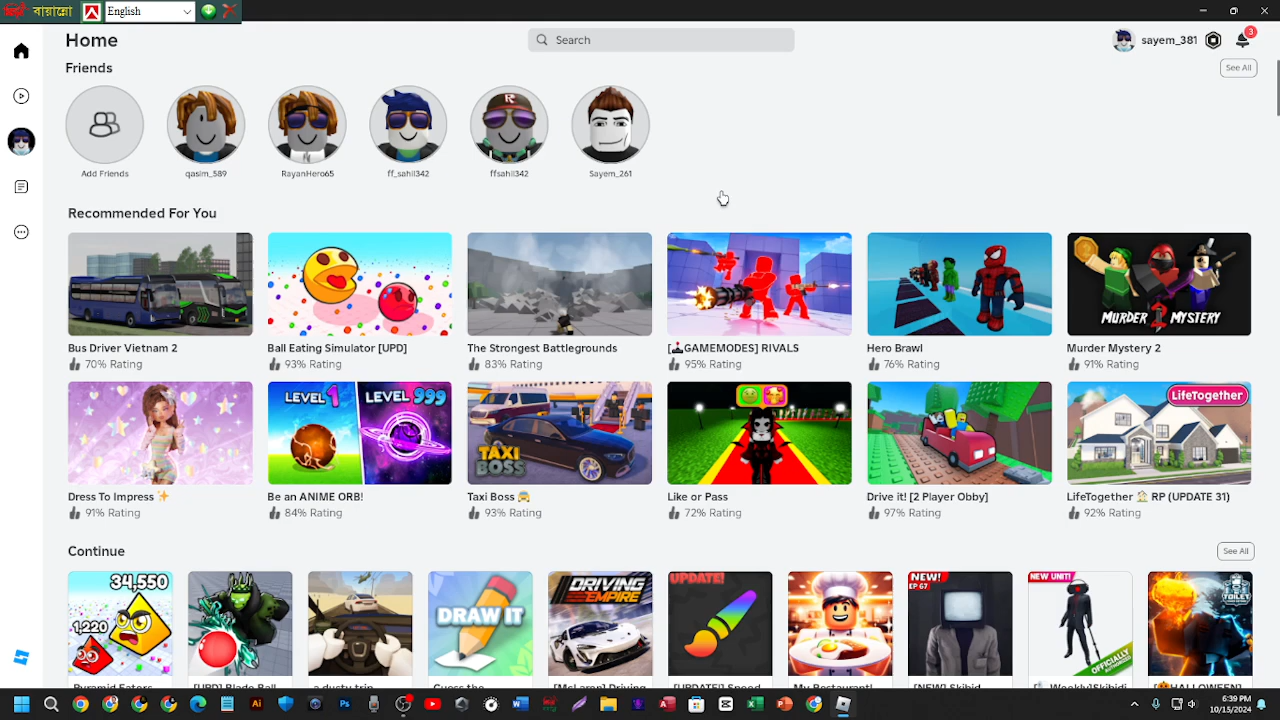 English
Home
Search
sayem_381
3
Friends
See All
Add Friends
qasim_589
RayanHero65
ff_sahil342
ffsahil342
Sayem_261
Recommended For You
MURDER MYSTERY
2
Bus Driver Vietnam 2
Ball Eating Simulator [UPD]
The Strongest Battlegrounds
[🕹️GAMEMODES] RIVALS
Hero Brawl
Murder Mystery 2
70% Rating
93% Rating
83% Rating
95% Rating
76% Rating
91% Rating
LEVEL 1
LEVEL 999
TAXI BOSS
LifeTogether
Dress To Impress ✨
Be an ANIME ORB!
Taxi Boss 🚖
Like or Pass
Drive it! [2 Player Obby]
LifeTogether 🏠 RP (UPDATE 31)
91% Rating
84% Rating
93% Rating
72% Rating
97% Rating
92% Rating
Continue
See All
34,550
1,220
DRAW IT
DRIVING EMPIRE
UPDATE!
NEW!
EP 67
NEW UNIT!
OFFICIALLY
TOILET
6:39 PM
10/15/2024